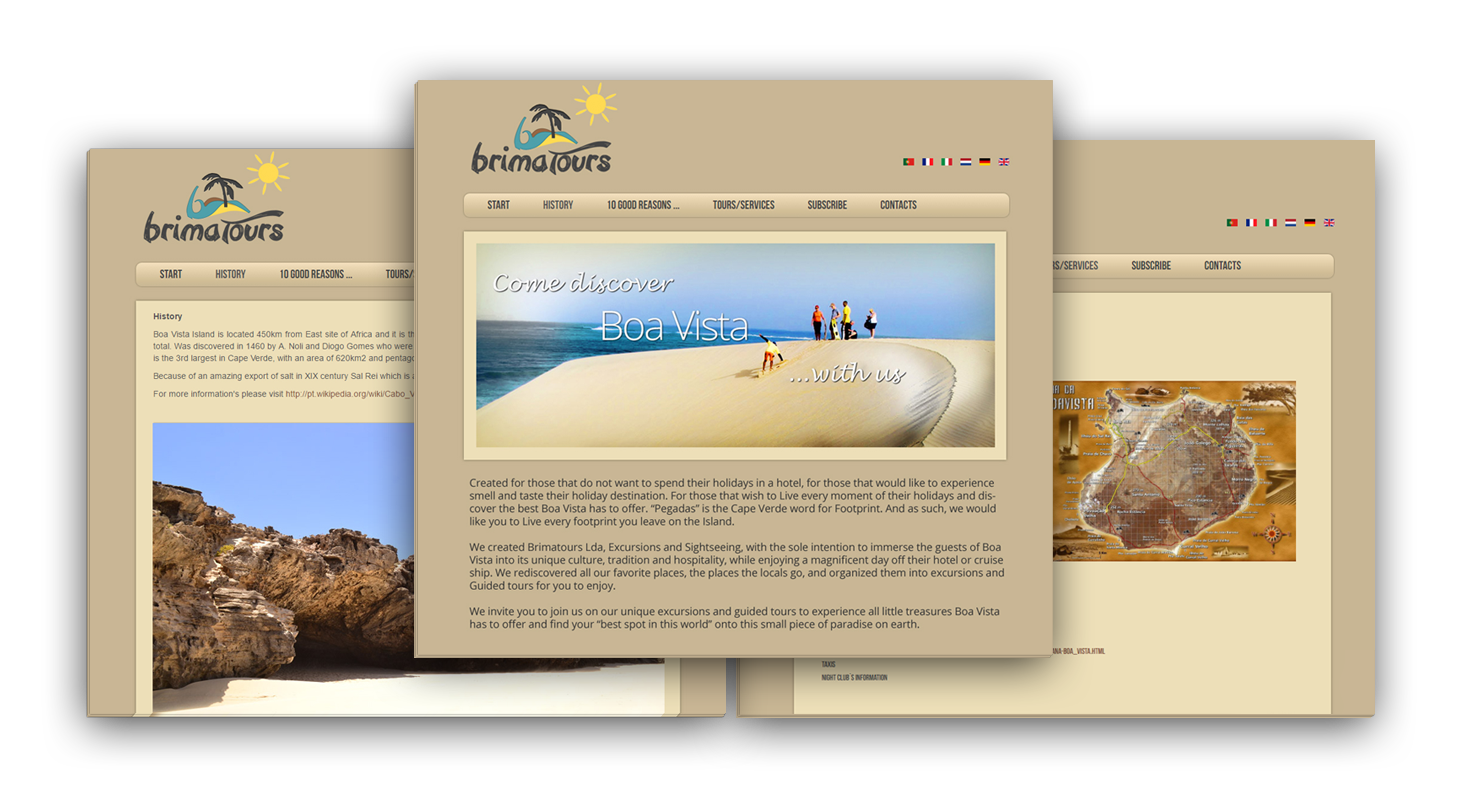 brimatours
START HISTORY 10 GOOD REASONS ... TOURS/
History
Boa Vista Island is located 450km from East site of Africa and it is th
total. Was discovered in 1460 by A. Noli and Diogo Gomes who were
is the 3rd largest in Cape Verde, with an area of 620km2 and pentago
Because of an amazing export of salt in XIX century Sal Rei which is a
For more information's please visit http://pt.wikipedia.org/wiki/Cabo_V
brimatours
START HISTORY 10 GOOD REASONS ... TOURS/SERVICES SUBSCRIBE CONTACTS
Come discover
Boa Vista
...with us
Created for those that do not want to spend their holidays in a hotel, for those that would like to experience
smell and taste their holiday destination. For those that wish to Live every moment of their holidays and dis-
cover the best Boa Vista has to offer. “Pegadas” is the Cape Verde word for Footprint. And as such, we would
like you to Live every footprint you leave on the Island.
We created Brimatours Lda, Excursions and Sightseeing, with the sole intention to immerse the guests of Boa
Vista into its unique culture, tradition and hospitality, while enjoying a magnificent day off their hotel or cruise
ship. We rediscovered all our favorite places, the places the locals go, and organized them into excursions and
Guided tours for you to enjoy.
We invite you to join us on our unique excursions and guided tours to experience all little treasures Boa Vista
has to offer and find your “best spot in this world” onto this small piece of paradise on earth.
RS/SERVICES SUBSCRIBE CONTACTS
ANA-BOA_VISTA.HTML
TAXIS
NIGHT CLUB´S INFORMATION